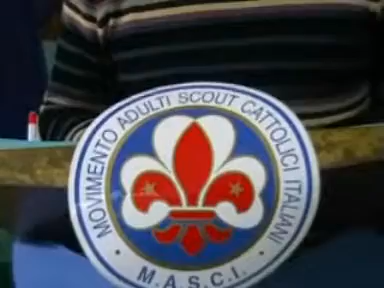 MOVIMENTO ADULTI SCOUT CATTOLICI ITALIANI
• M.A.S.C.I. •